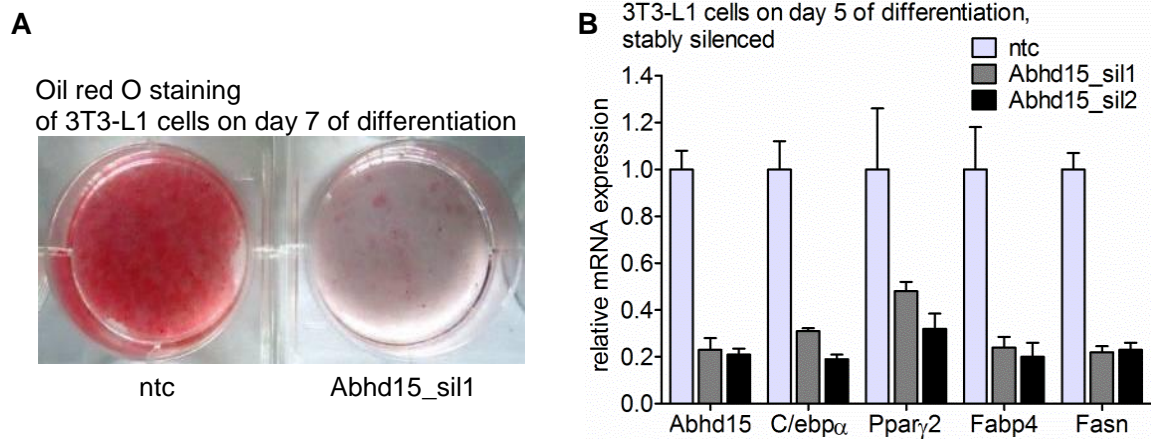 A
Oil red O staining
of 3T3-L1 cells on day 7 of differentiation
ntc
Abhd15_sil1
B
3T3-L1 cells on day 5 of differentiation,
stably silenced
ntc
Abhd15_sil1
Abhd15_sil2
relative mRNA expression
1.4
1.2
1.0
0.8
0.6
0.4
0.2
0.0
Abhd15
C/ebpα
Pparγ2
Fabp4
Fasn